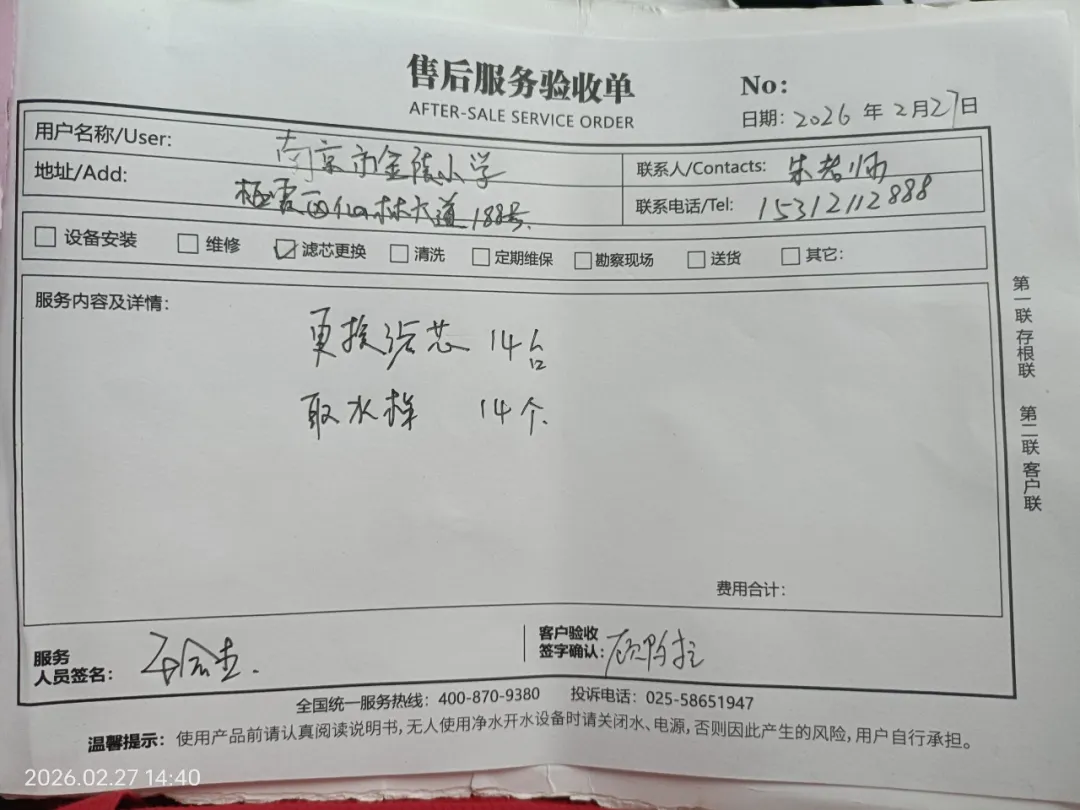 售后服务验收单
AFTER-SALE SERVICE ORDER
No:
日期: 2026 年 2 月 27 日
用户名称/User: 南京市金陵小学
联系人/Contacts: 朱老师
地址/Add: 栖霞区仙林大道188号.
联系电话/Tel: 15312112888
设备安装 维修 滤芯更换 清洗 定期维保 勘察现场 送货 其它:
服务内容及详情:
更换滤芯 14台
取水栓 14个.
费用合计:
服务
人员签名:
客户验收
签字确认:
全国统一服务热线: 400-870-9380 投诉电话: 025-58651947
温馨提示: 使用产品前请认真阅读说明书, 无人使用净水开水设备时请关闭水、电源, 否则因此产生的风险, 用户自行承担。
第一联 存根联 第二联 客户联
2026.02.27 14:40